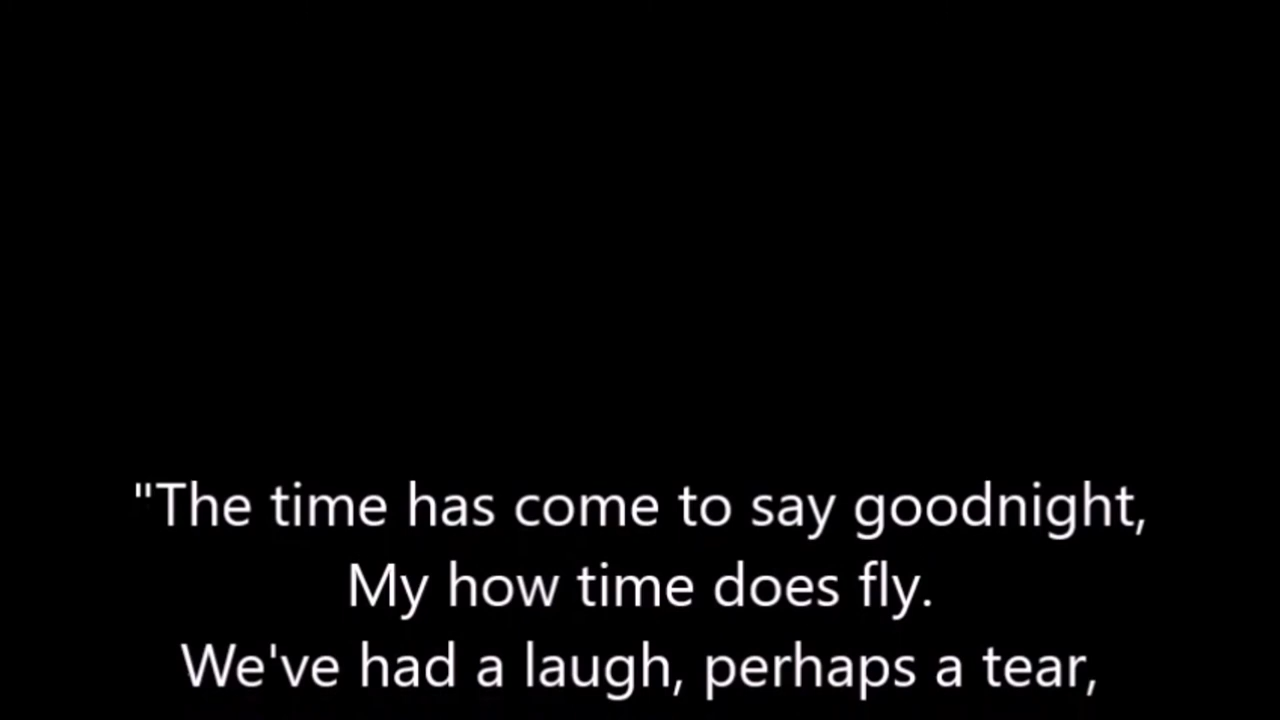 "The time has come to say goodnight,
My how time does fly.
We've had a laugh, perhaps a tear,